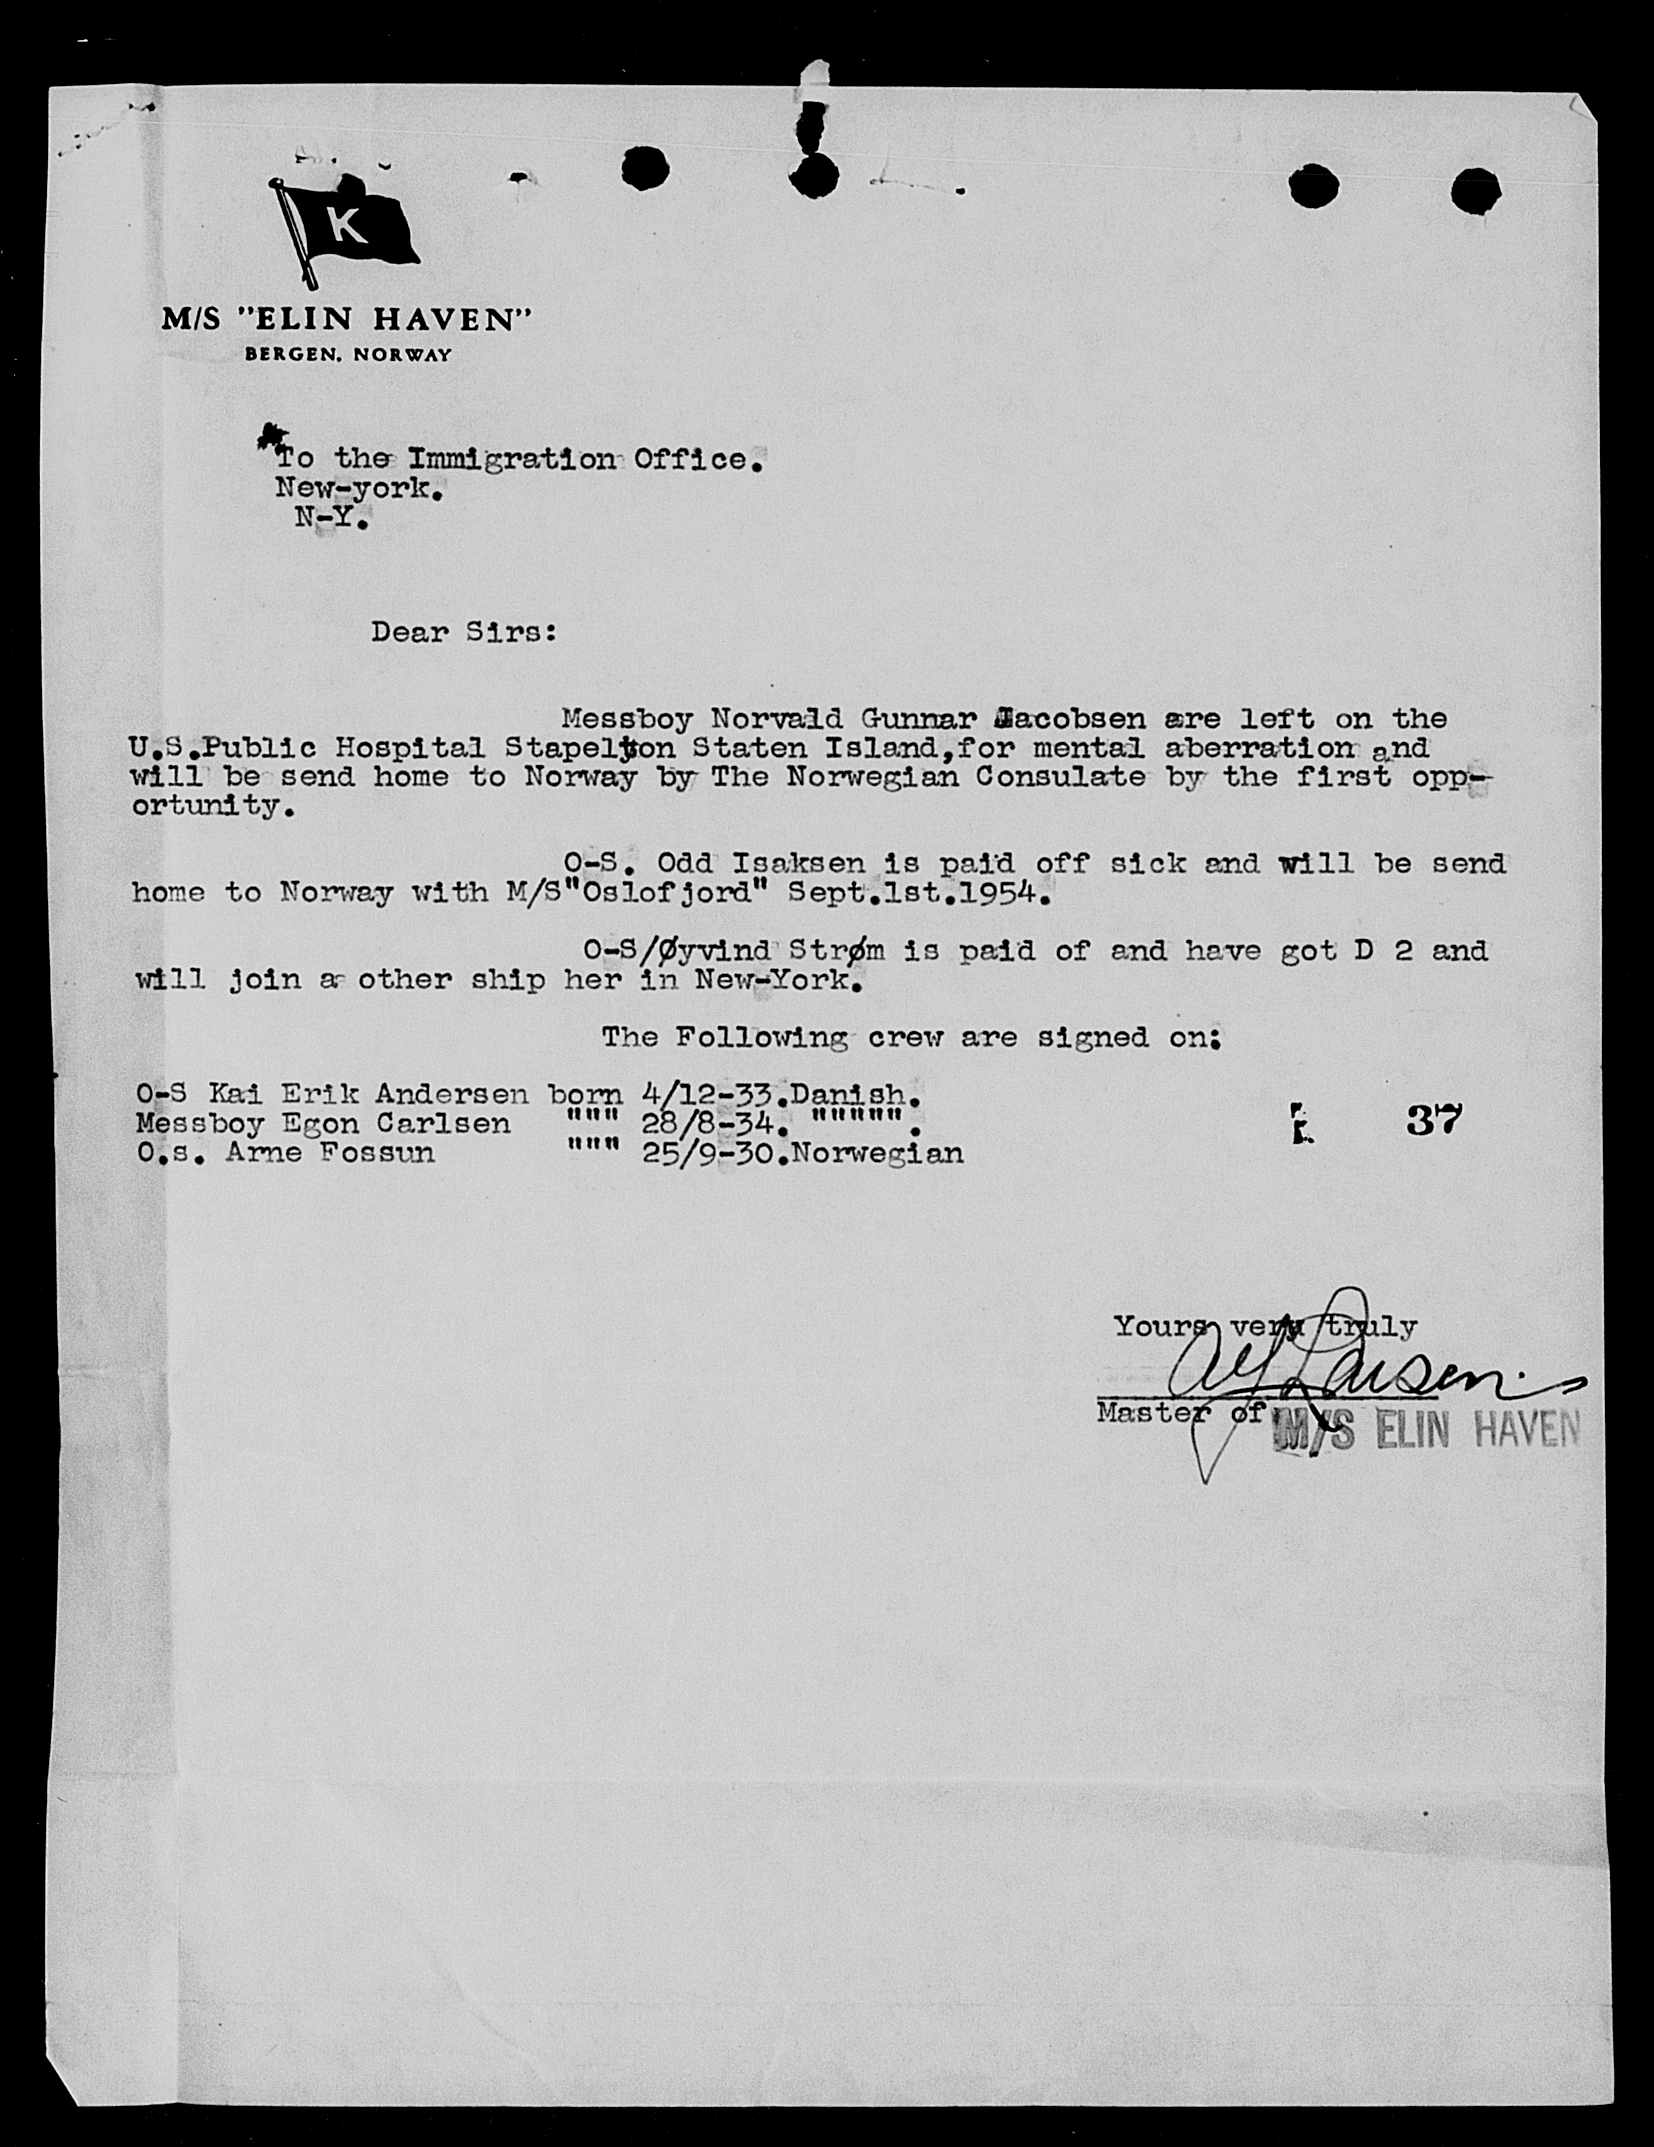 K
M/S "ELIN HAVEN"
BERGEN, NORWAY
To the Immigration Office.
New-york.
N-Y.
Dear Sirs:
Messboy Norvald Gunnar Jacobsen are left on the
U.S.Public Hospital Stapelton Staten Island,for mental aberration and
will be send home to Norway by The Norwegian Consulate by the first opp-
ortunity.
O-S. Odd Isaksen is paid off sick and will be send
home to Norway with M/S"Oslofjord" Sept.1st.1954.
O-S/Øyvind Strøm is paid of and have got D 2 and
will join a other ship her in New-York.
The Following crew are signed on:
O-S Kai Erik Andersen born 4/12-33.Danish.
Messboy Egon Carlsen """ 28/8-34. """"".
O.s. Arne Fossun """ 25/9-30.Norwegian
37
Yours very truly
Larsen.
Master of M/S ELIN HAVEN